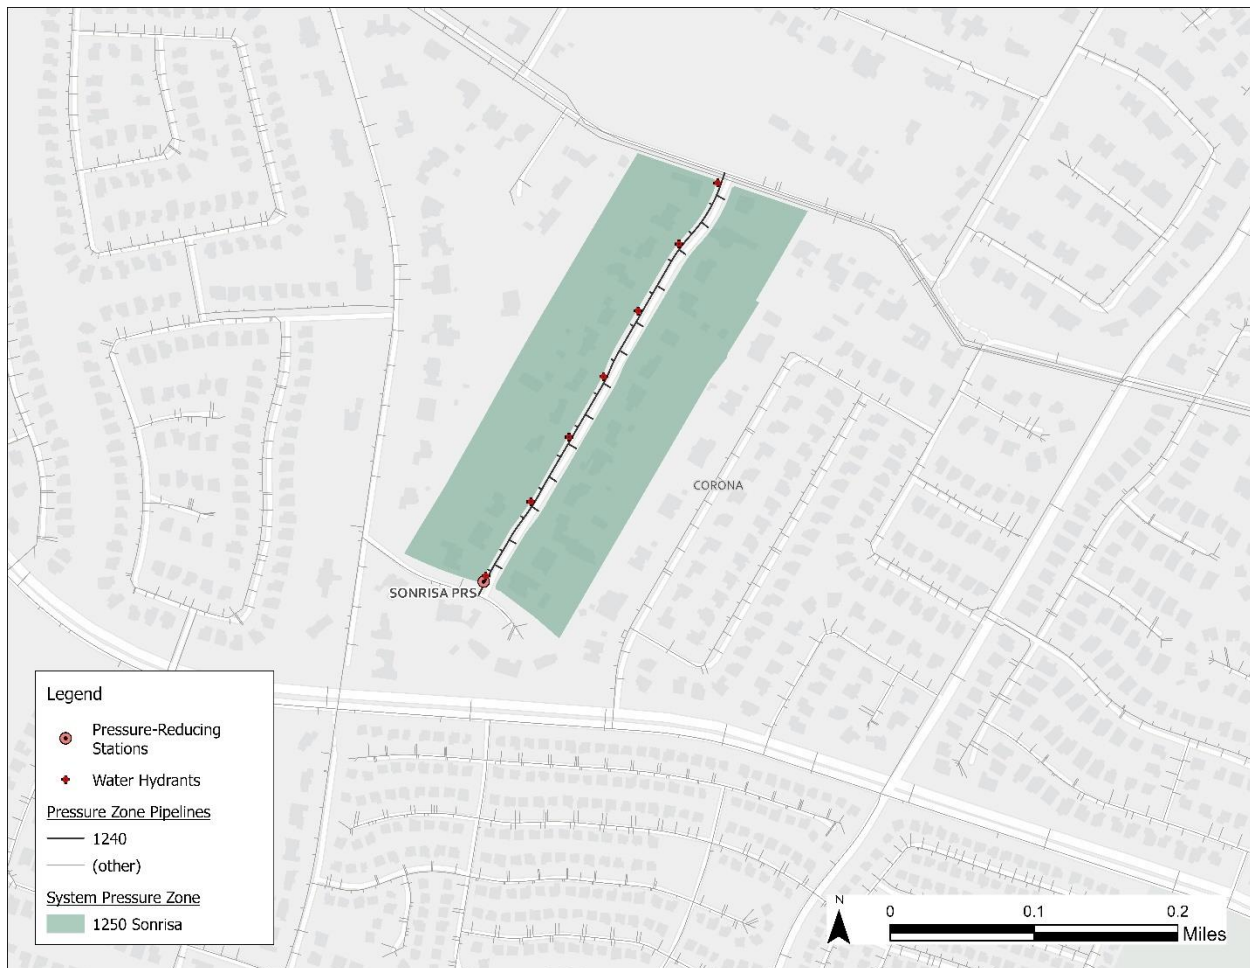 CORONA
SONRISA PRS
Legend
Pressure-Reducing
Stations
Water Hydrants
Pressure Zone Pipelines
1240
(other)
System Pressure Zone
1250 Sonrisa
N
0 0.1 0.2
Miles